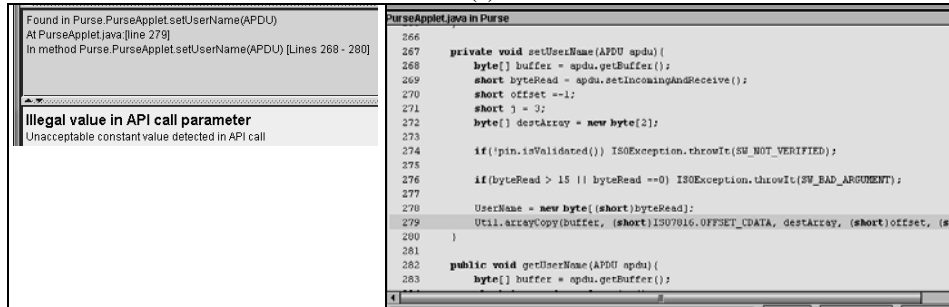 Found in Purse.PurseApplet.setUserName(APDU)
At PurseApplet.java:[line 279]
In method Purse.PurseApplet.setUserName(APDU) [Lines 268 - 280]
Illegal value in API call parameter
Unacceptable constant value detected in API call
PurseApplet.java in Purse
266
267 private void setUserName(APDU apdu){
268 byte[] buffer = apdu.getBuffer();
269 short byteRead = apdu.setIncomingAndReceive();
270 short offset =-1;
271 short j = 3;
272 byte[] destArray = new byte[2];
273
274 if(!pin.isValidated()) ISOException.throwIt(SW_NOT_VERIFIED);
275
276 if(byteRead > 15 || byteRead ==0) ISOException.throwIt(SW_BAD_ARGUMENT);
277
278 UserName = new byte[(short)byteRead];
279 Util.arrayCopy(buffer, (short)ISO7816.OFFSET_CDATA, destArray, (short)offset, (s
280 }
281
282 public void getUserName(APDU apdu){
283 byte[] buffer = apdu.getBuffer();